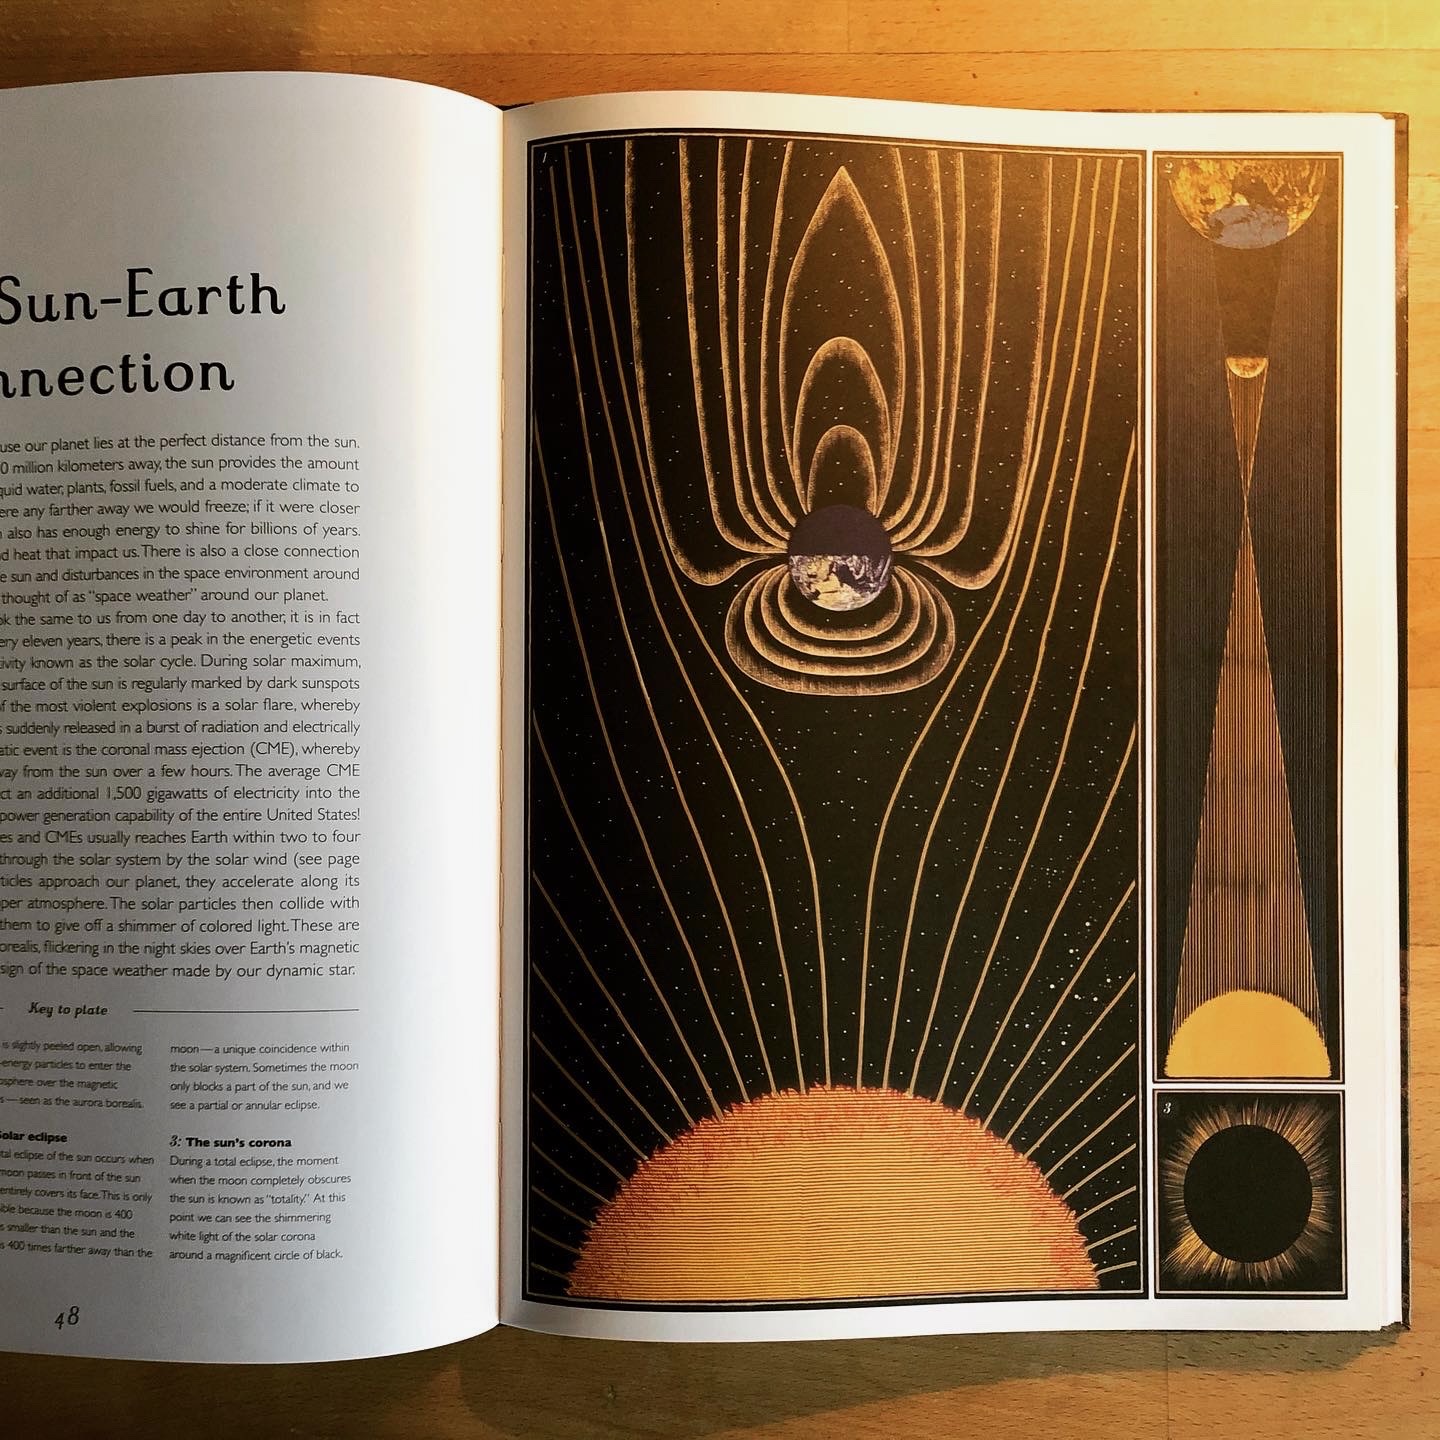 Sun-Earth
nnection
use our planet lies at the perfect distance from the sun.
0 million kilometers away, the sun provides the amount
quid water, plants, fossil fuels, and a moderate climate to
ere any farther away we would freeze; if it were closer
also has enough energy to shine for billions of years.
d heat that impact us. There is also a close connection
e sun and disturbances in the space environment around
thought of as “space weather” around our planet.
ok the same to us from one day to another, it is in fact
ery eleven years, there is a peak in the energetic events
ivity known as the solar cycle. During solar maximum,
surface of the sun is regularly marked by dark sunspots
of the most violent explosions is a solar flare, whereby
s suddenly released in a burst of radiation and electrically
atic event is the coronal mass ejection (CME), whereby
way from the sun over a few hours. The average CME
ct an additional 1,500 gigawatts of electricity into the
power generation capability of the entire United States!
es and CMEs usually reaches Earth within two to four
through the solar system by the solar wind (see page
ticles approach our planet, they accelerate along its
per atmosphere. The solar particles then collide with
them to give off a shimmer of colored light. These are
orealis, flickering in the night skies over Earth’s magnetic
sign of the space weather made by our dynamic star.
Key to plate
is slightly peeled open, allowing
-energy particles to enter the
osphere over the magnetic
s—seen as the aurora borealis.
Solar eclipse
tal eclipse of the sun occurs when
moon passes in front of the sun
entirely covers its face. This is only
ible because the moon is 400
s smaller than the sun and the
is 400 times farther away than the
moon—a unique coincidence within
the solar system. Sometimes the moon
only blocks a part of the sun, and we
see a partial or annular eclipse.
3: The sun’s corona
During a total eclipse, the moment
when the moon completely obscures
the sun is known as “totality.” At this
point we can see the shimmering
white light of the solar corona
around a magnificent circle of black.
48
1
2
3